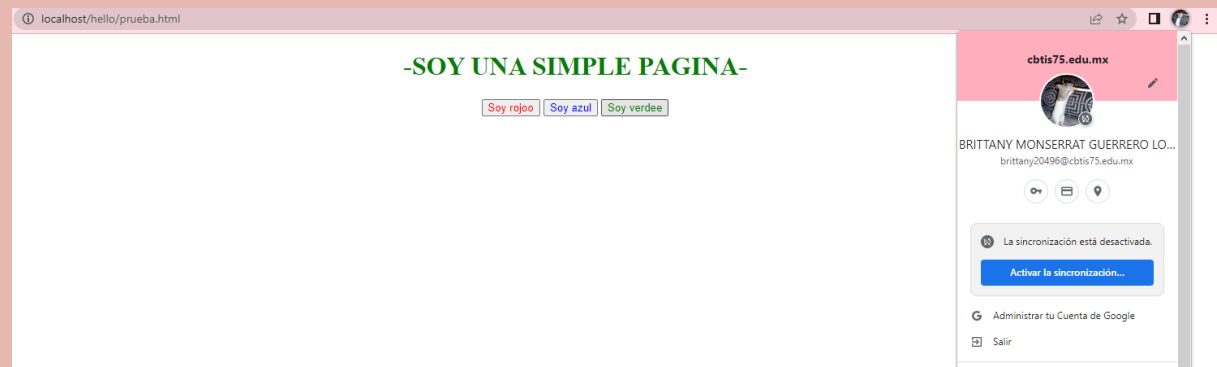 localhost/hello/prueba.html
-SOY UNA SIMPLE PAGINA-
Soy rojoo Soy azul Soy verdee
cbtis75.edu.mx
BRITTANY MONSERRAT GUERRERO LO...
brittany20496@cbtis75.edu.mx
La sincronización está desactivada.
Activar la sincronización...
G Administrar tu Cuenta de Google
Salir